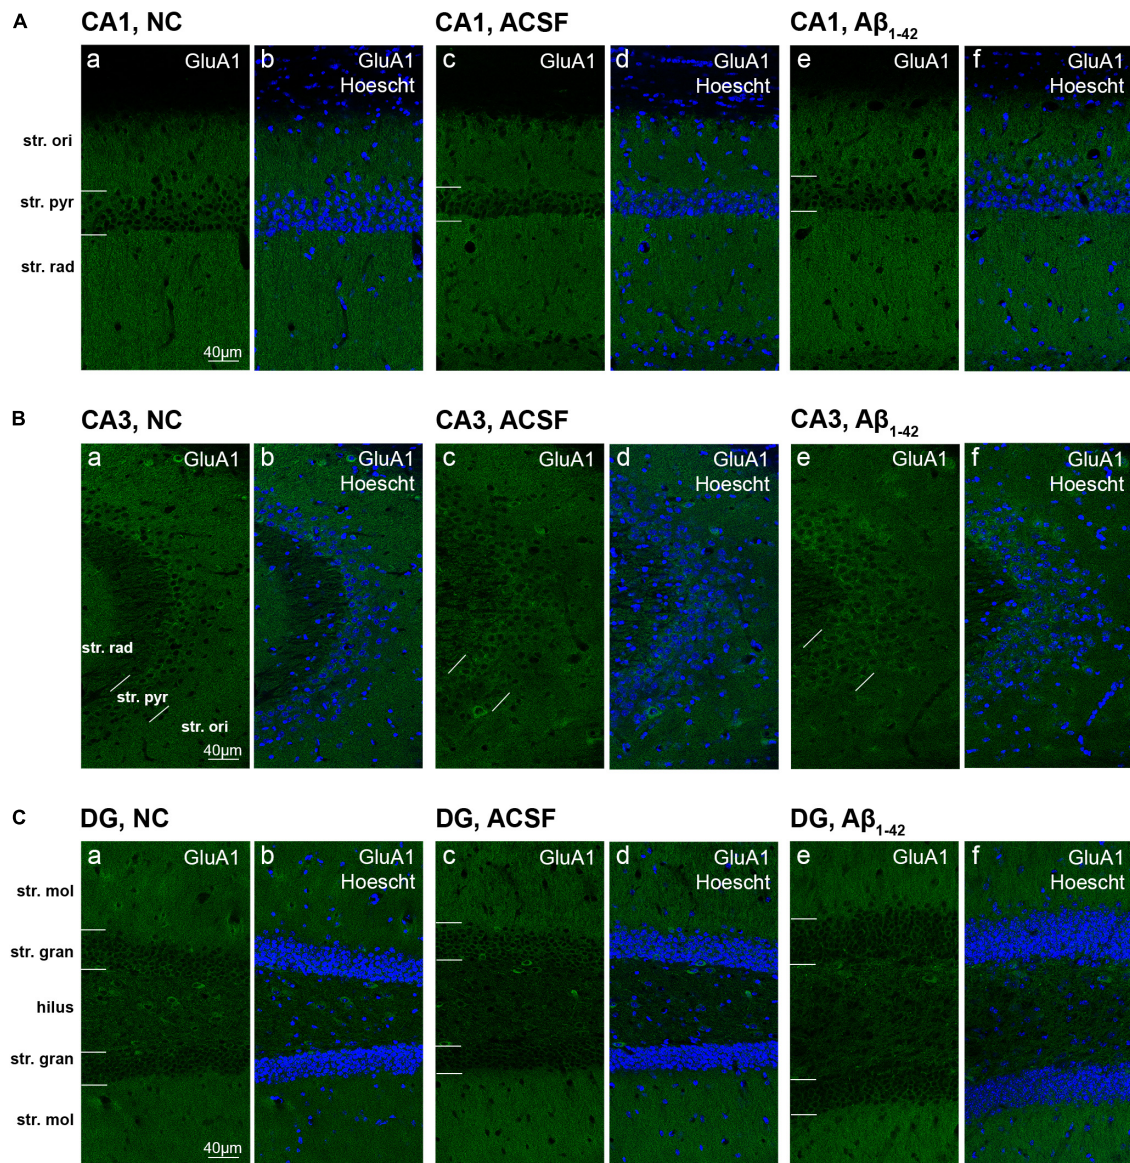 A
CA1, NC
CA1, ACSF
CA1, Aβ1-42
a
GluA1
b
GluA1
Hoescht
c
GluA1
d
GluA1
Hoescht
e
GluA1
f
GluA1
Hoescht
str. ori
str. pyr
str. rad
40µm
B
CA3, NC
CA3, ACSF
CA3, Aβ1-42
a
GluA1
b
GluA1
Hoescht
c
GluA1
d
GluA1
Hoescht
e
GluA1
f
GluA1
Hoescht
str. rad
str. pyr
str. ori
40µm
C
DG, NC
DG, ACSF
DG, Aβ1-42
a
GluA1
b
GluA1
Hoescht
c
GluA1
d
GluA1
Hoescht
e
GluA1
f
GluA1
Hoescht
str. mol
str. gran
hilus
str. gran
str. mol
40µm